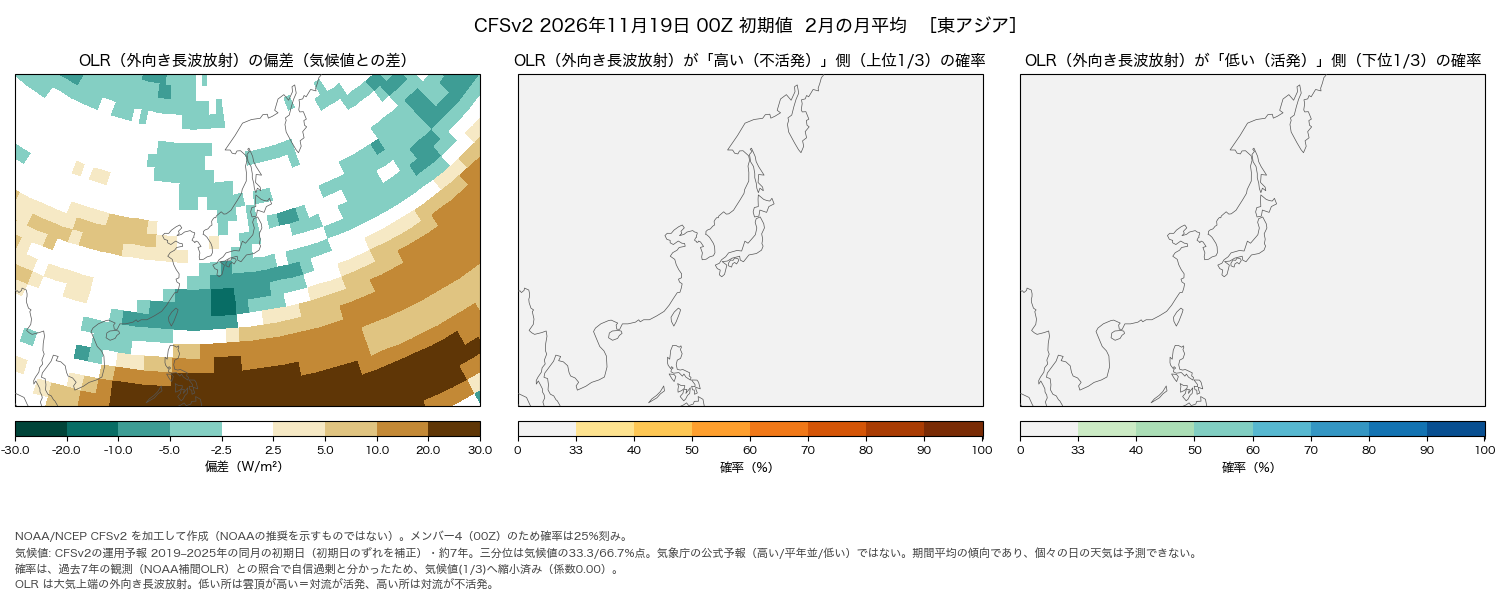 CFSv2 2026年11月19日 00Z 初期値 2月の月平均 ［東アジア］
OLR（外向き長波放射）の偏差（気候値との差）
OLR（外向き長波放射）が「高い（不活発）」側（上位1/3）の確率
OLR（外向き長波放射）が「低い（活発）」側（下位1/3）の確率
-30.0 -20.0 -10.0 -5.0 -2.5 2.5 5.0 10.0 20.0 30.0
偏差（W/m²）
0 33 40 50 60 70 80 90 100
確率（%）
0 33 40 50 60 70 80 90 100
確率（%）
NOAA/NCEP CFSv2 を加工して作成（NOAAの推奨を示すものではない）。メンバー4（00Z）のため確率は25%刻み。
気候値: CFSv2の運用予報 2019–2025年の同月の初期日（初期日のずれを補正）・約7年。三分位は気候値の33.3/66.7%点。気象庁の公式予報（高い/平年並/低い）ではない。期間平均の傾向であり、個々の日の天気は予測できない。
確率は、過去7年の観測（NOAA補間OLR）との照合で自信過剰と分かったため、気候値(1/3)へ縮小済み（係数0.00）。
OLR は大気上端の外向き長波放射。低い所は雲頂が高い＝対流が活発、高い所は対流が不活発。